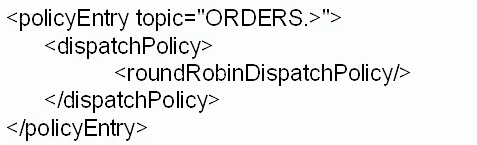 <policyEntry topic="ORDERS.>">
<dispatchPolicy>
<roundRobinDispatchPolicy/>
</dispatchPolicy>
</policyEntry>